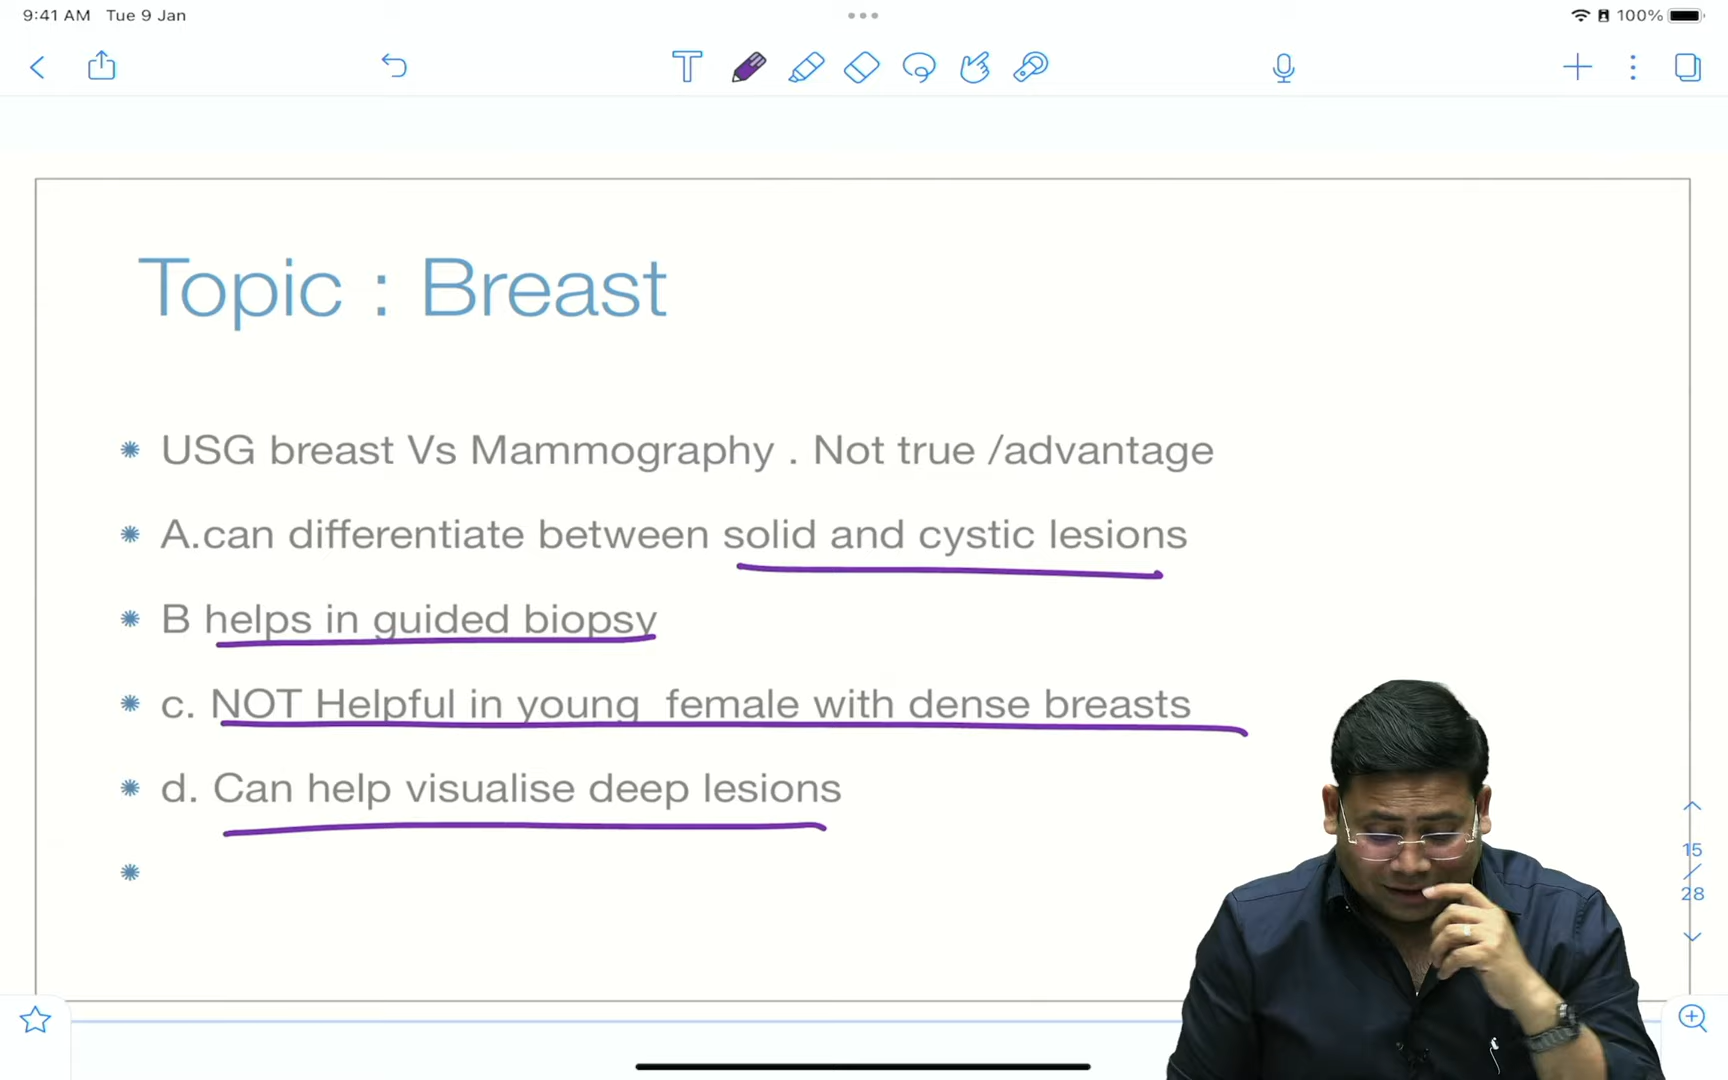 9:41 AM Tue 9 Jan
100%
Topic : Breast
USG breast Vs Mammography . Not true /advantage
A.can differentiate between solid and cystic lesions
B helps in guided biopsy
c. NOT Helpful in young female with dense breasts
d. Can help visualise deep lesions
15
/
28